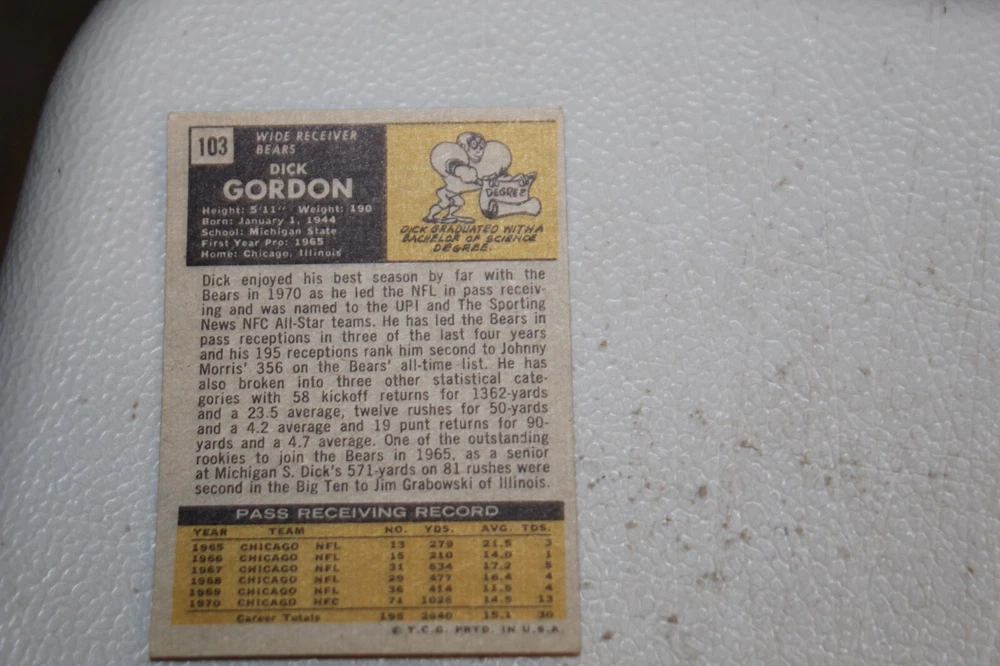 103
WIDE RECEIVER
BEARS
DICK
GORDON
Height: 5'11" Weight: 190
Born: January 1, 1944
School: Michigan State
First Year Pro: 1965
Home: Chicago, Illinois
DEGREE
DICK GRADUATED WITH A
BACHELOR OF SCIENCE
DEGREE.
Dick enjoyed his best season by far with the
Bears in 1970 as he led the NFL in pass receiv-
ing and was named to the UPI and The Sporting
News NFC All-Star teams. He has led the Bears in
pass receptions in three of the last four years
and his 195 receptions rank him second to Johnny
Morris' 356 on the Bears' all-time list. He has
also broken into three other statistical cate-
gories with 58 kickoff returns for 1362-yards
and a 23.5 average, twelve rushes for 50-yards
and a 4.2 average and 19 punt returns for 90-
yards and a 4.7 average. One of the outstanding
rookies to join the Bears in 1965, as a senior
at Michigan S. Dick's 571-yards on 81 rushes were
second in the Big Ten to Jim Grabowski of Illinois.
PASS RECEIVING RECORD
YEAR TEAM NO. YDS. AVG. TDS.
1965 CHICAGO NFL 13 279 21.5 3
1966 CHICAGO NFL 15 210 14.0 1
1967 CHICAGO NFL 31 534 17.2 5
1968 CHICAGO NFL 29 477 16.4 4
1969 CHICAGO NFL 36 414 11.5 4
1970 CHICAGO NFC 71 1026 14.5 13
Career Totals 195 2940 15.1 30
© T.C.G. PRTD. IN U.S.A.